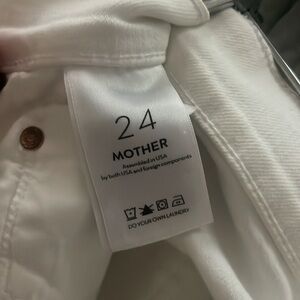 24
MOTHER
Assembled in USA
by both USA and foreign components
DO YOUR OWN LAUNDRY